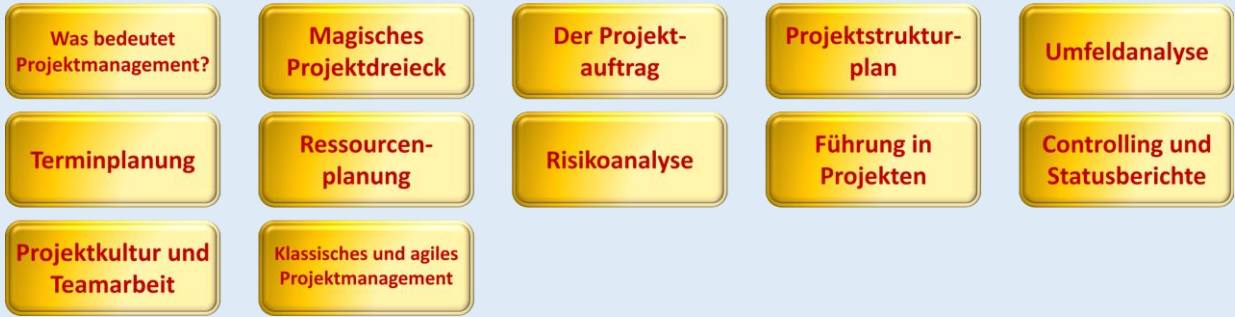 Was bedeutet
Projektmanagement?
Magisches
Projektdreieck
Der Projekt-
auftrag
Projektstruktur-
plan
Umfeldanalyse
Terminplanung
Ressourcen-
planung
Risikoanalyse
Führung in
Projekten
Controlling und
Statusberichte
Projektkultur und
Teamarbeit
Klassisches und agiles
Projektmanagement